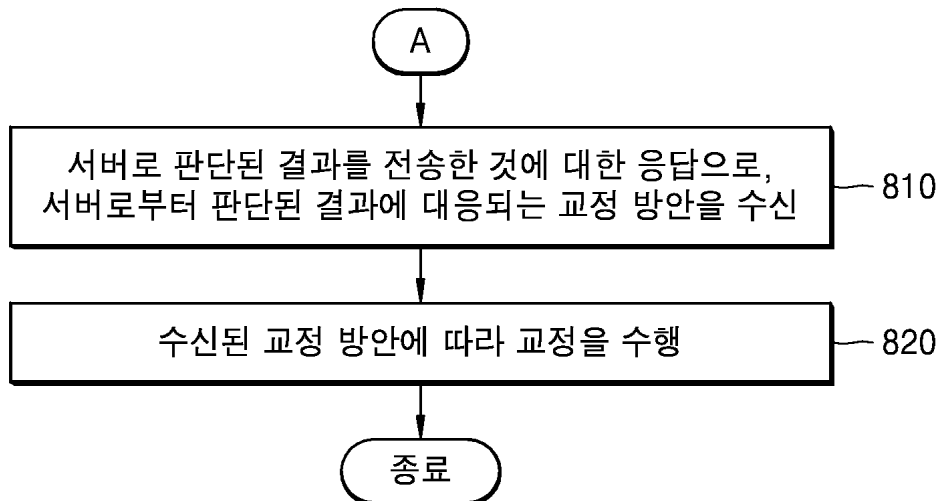 A
서버로 판단된 결과를 전송한 것에 대한 응답으로,
서버로부터 판단된 결과에 대응되는 교정 방안을 수신
810
수신된 교정 방안에 따라 교정을 수행
820
종료